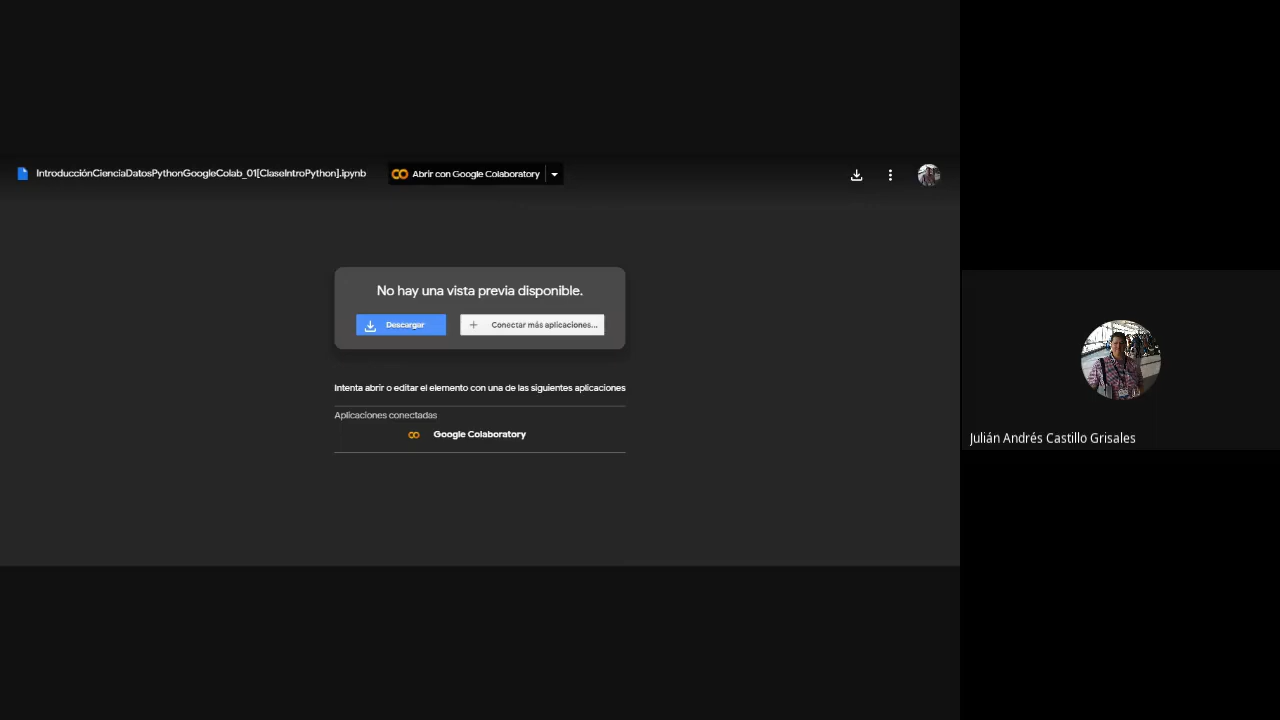 IntroducciónCienciaDatosPythonGoogleColab_01[ClaseIntroPython].ipynb
Abrir con Google Colaboratory
No hay una vista previa disponible.
Descargar
Conectar más aplicaciones...
Intenta abrir o editar el elemento con una de las siguientes aplicaciones
Aplicaciones conectadas
Google Colaboratory
Julián Andrés Castillo Grisales